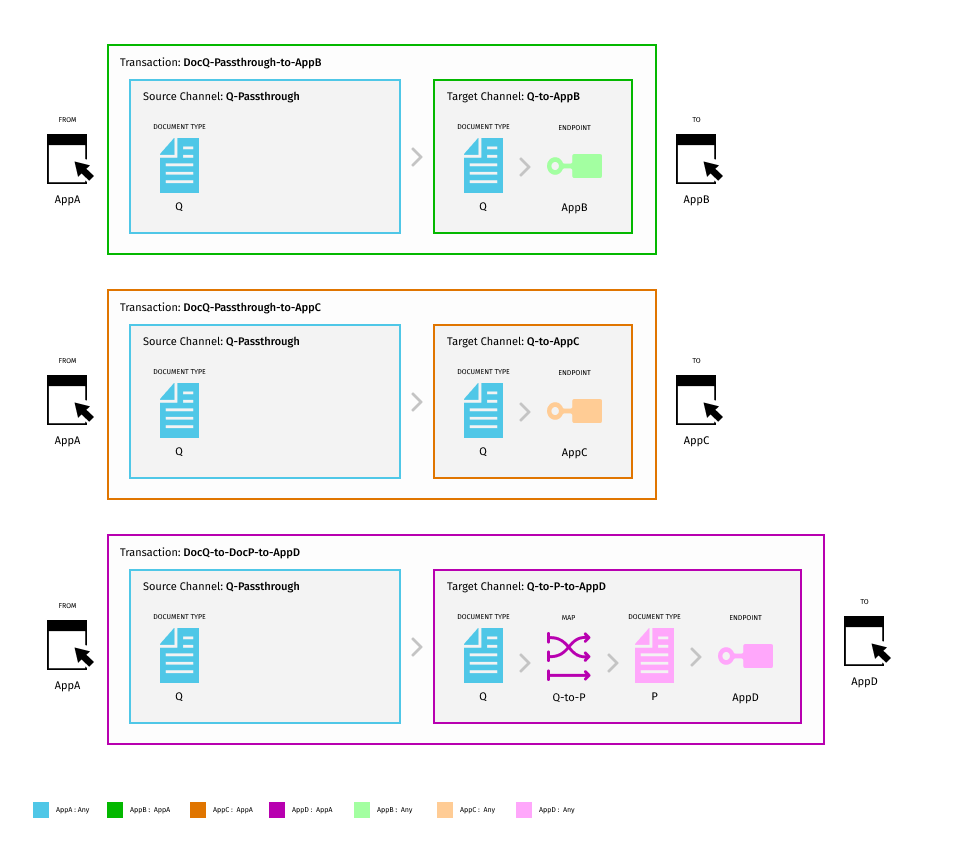 Transaction: DocQ-Passthrough-to-AppB
Source Channel: Q-Passthrough
Target Channel: Q-to-AppB
FROM
DOCUMENT TYPE
DOCUMENT TYPE
ENDPOINT
TO
AppA
Q
Q
AppB
AppB
Transaction: DocQ-Passthrough-to-AppC
Source Channel: Q-Passthrough
Target Channel: Q-to-AppC
FROM
DOCUMENT TYPE
DOCUMENT TYPE
ENDPOINT
TO
AppA
Q
Q
AppC
AppC
Transaction: DocQ-to-DocP-to-AppD
Source Channel: Q-Passthrough
Target Channel: Q-to-P-to-AppD
FROM
DOCUMENT TYPE
DOCUMENT TYPE
MAP
DOCUMENT TYPE
ENDPOINT
TO
AppA
Q
Q
Q-to-P
P
AppD
AppD
AppA : Any
AppB : AppA
AppC : AppA
AppD : AppA
AppB : Any
AppC : Any
AppD : Any